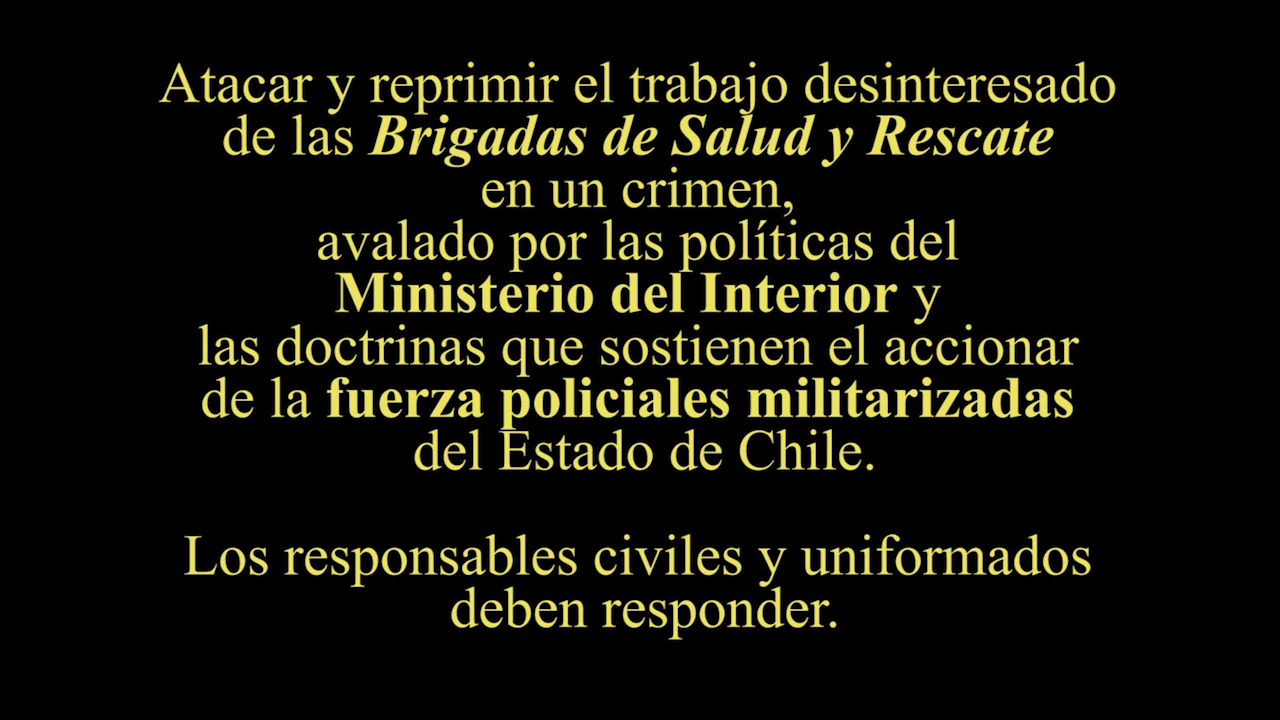 Atacar y reprimir el trabajo desinteresado
de las Brigadas de Salud y Rescate
en un crimen,
avalado por las políticas del
Ministerio del Interior y
las doctrinas que sostienen el accionar
de la fuerza policiales militarizadas
del Estado de Chile.
Los responsables civiles y uniformados
deben responder.